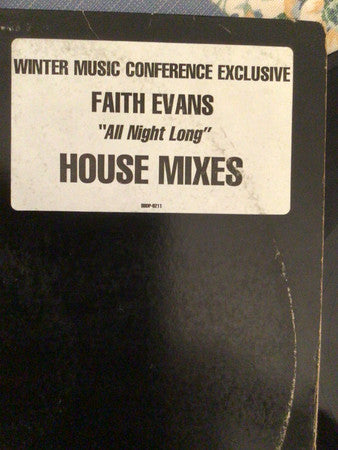 WINTER MUSIC CONFERENCE EXCLUSIVE
FAITH EVANS
"All Night Long"
HOUSE MIXES